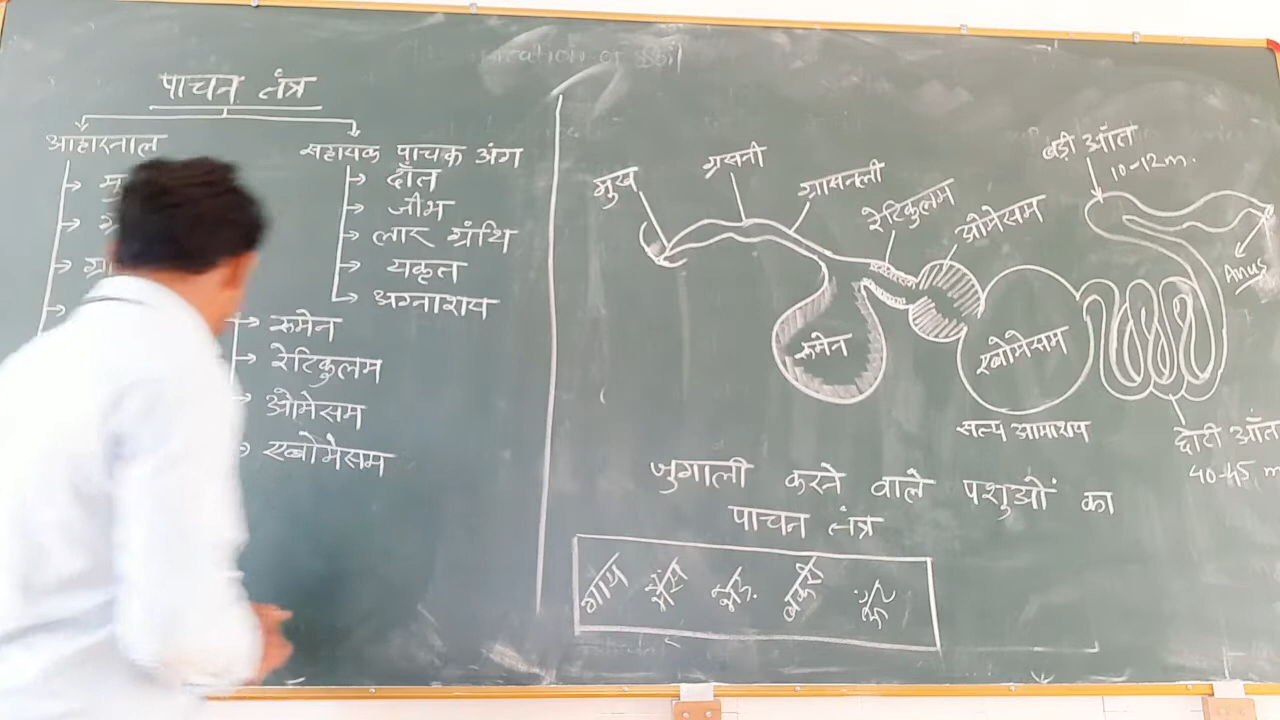 पाचन तंत्र
आहारनाल
सहायक पाचक अंग
→ दाँत
→ जीभ
→ लार ग्रंथि
→ यकृत
→ अग्नाशय
→ रूमेन
→ रेटिकुलम
→ ओमेसम
→ एबोमेसम
मुख
ग्रसनी
ग्रासनली
रेटिकुलम
ओमेसम
बड़ी आँत
10-12m.
Anus
रूमेन
एबोमेसम
सत्य आमाशय
छोटी आँत
40-45 m
जुगाली करने वाले पशुओं का
पाचन तंत्र
गाय भैंस भेड़ बकरी